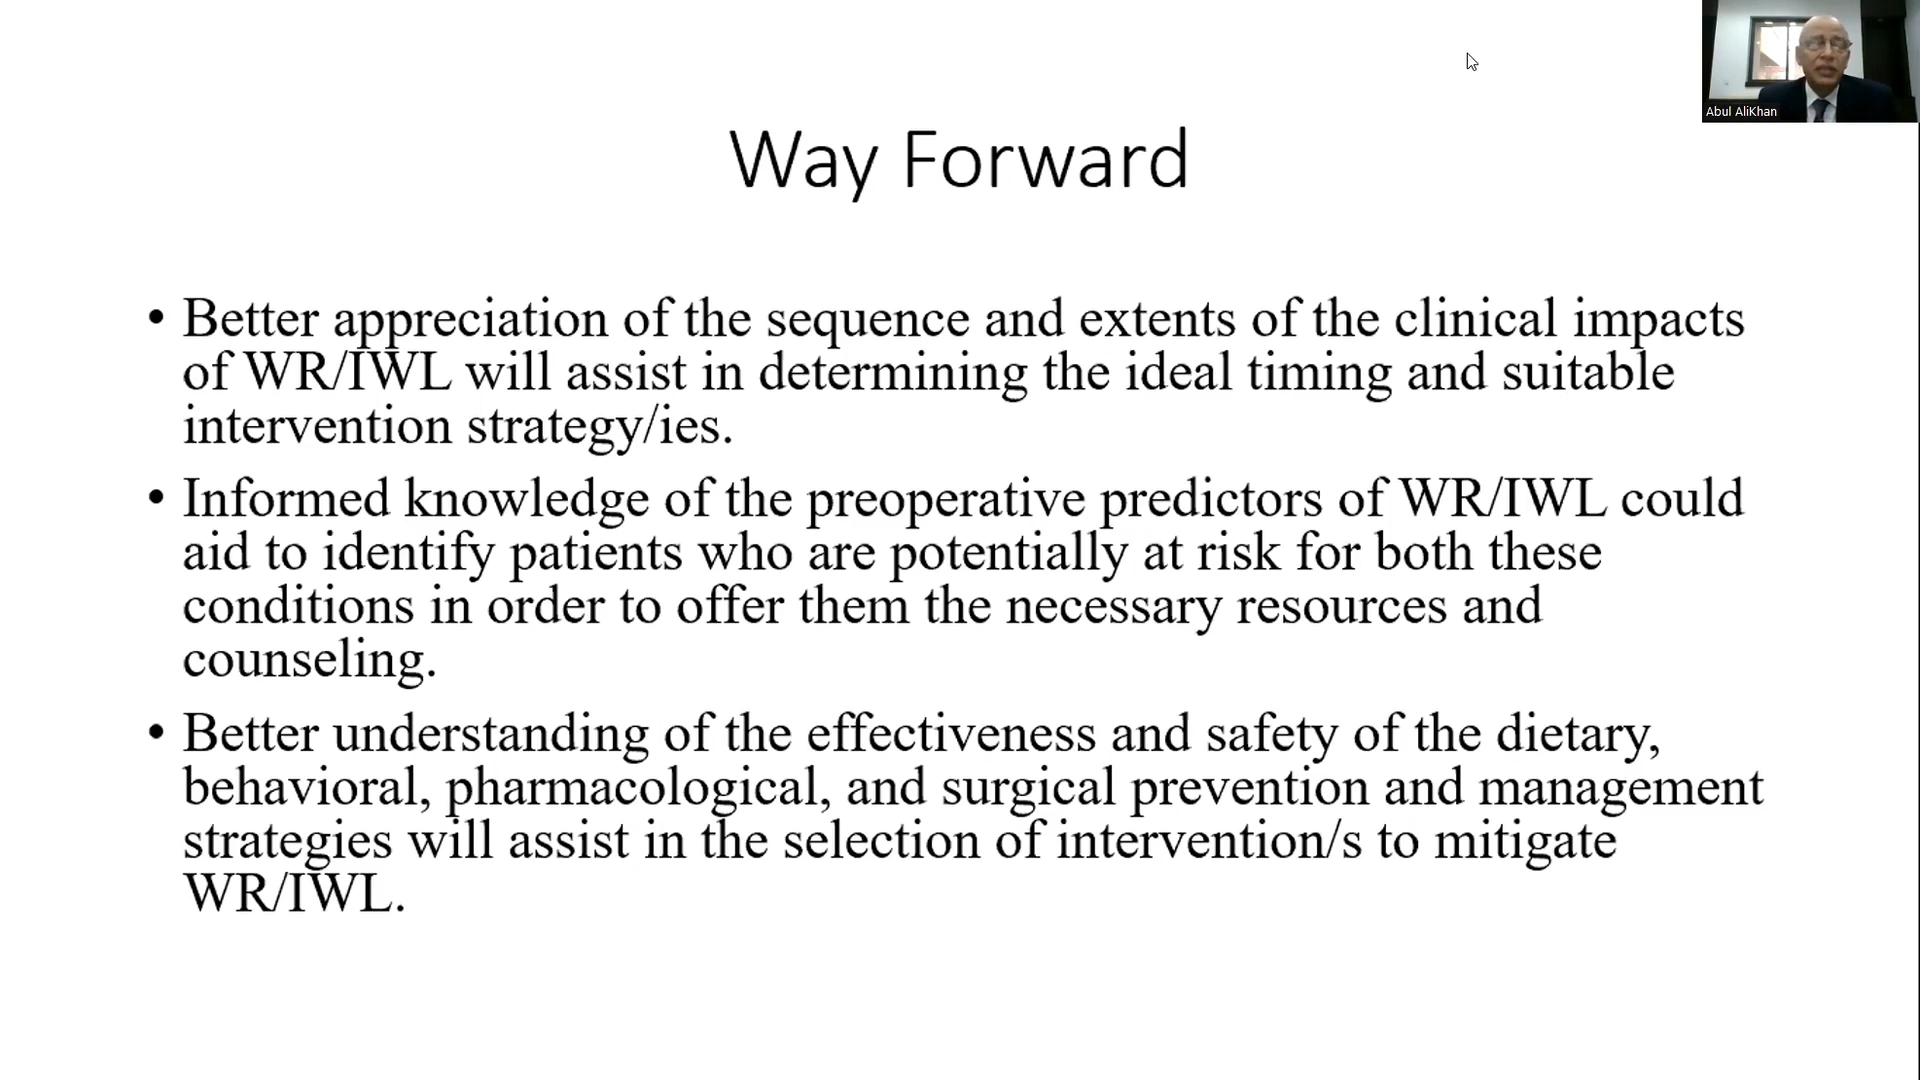 Abul AliKhan
Way Forward
• Better appreciation of the sequence and extents of the clinical impacts
of WR/IWL will assist in determining the ideal timing and suitable
intervention strategy/ies.
• Informed knowledge of the preoperative predictors of WR/IWL could
aid to identify patients who are potentially at risk for both these
conditions in order to offer them the necessary resources and
counseling.
• Better understanding of the effectiveness and safety of the dietary,
behavioral, pharmacological, and surgical prevention and management
strategies will assist in the selection of intervention/s to mitigate
WR/IWL.